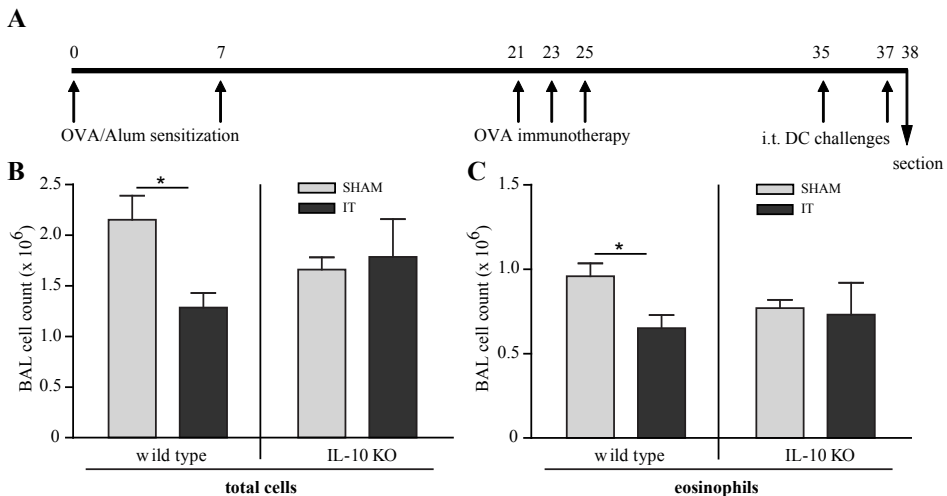 A
0 7 21 23 25 35 37 38
OVA/Alum sensitization OVA immunotherapy i.t. DC challenges
section
B
BAL cell count (x 10^6)
2.5
2.0
1.5
1.0
0.5
0
*
SHAM
IT
wild type IL-10 KO
total cells
C
BAL cell count (x 10^6)
1.5
1.0
0.5
0
*
SHAM
IT
wild type IL-10 KO
eosinophils